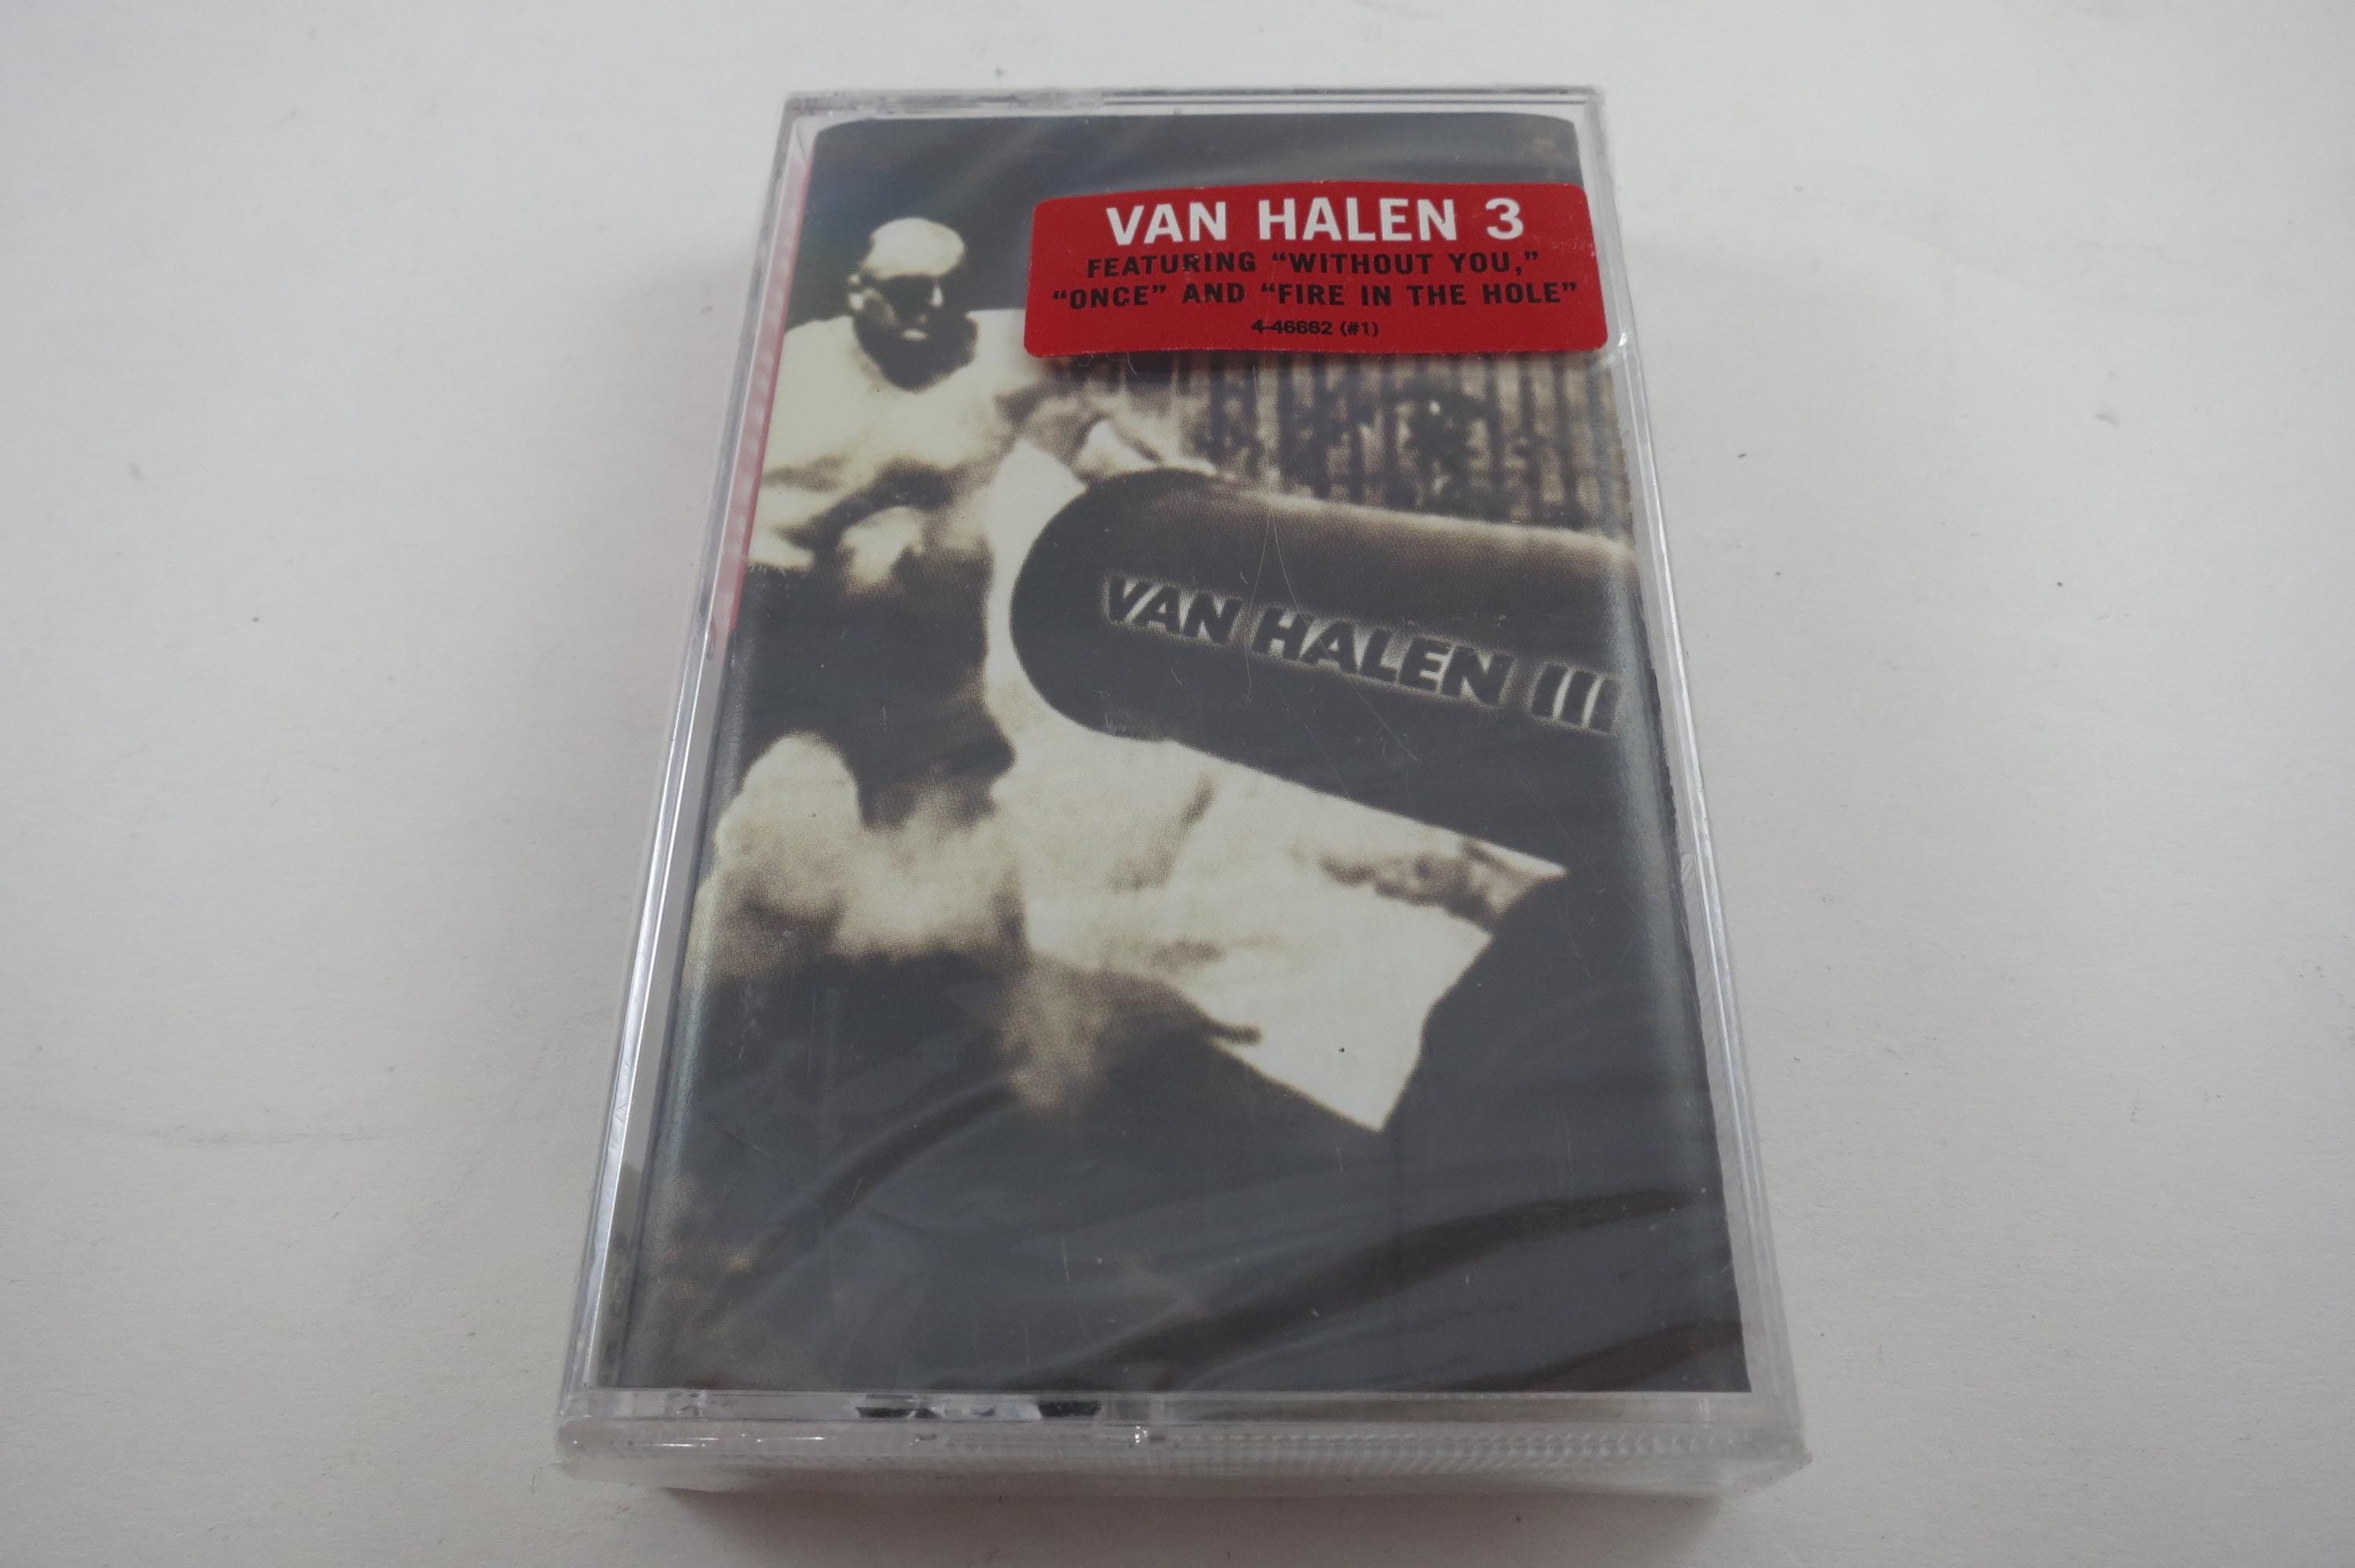 VAN HALEN 3
FEATURING “WITHOUT YOU,”
“ONCE” AND “FIRE IN THE HOLE”
4-46662 (#1)
VAN HALEN III